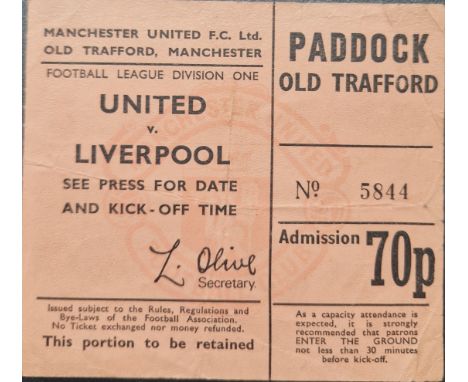 MANCHESTER UNITED F.C. Ltd.
OLD TRAFFORD, MANCHESTER
FOOTBALL LEAGUE DIVISION ONE
UNITED
v.
LIVERPOOL
SEE PRESS FOR DATE
AND KICK-OFF TIME
L. Olive
Secretary.
Issued subject to the Rules, Regulations and
Bye-Laws of the Football Association.
No Ticket exchanged nor money refunded.
This portion to be retained
PADDOCK
OLD TRAFFORD
No 5844
Admission 70p
As a capacity attendance is
expected, it is strongly
recommended that patrons
ENTER THE GROUND
not less than 30 minutes
before kick-off.